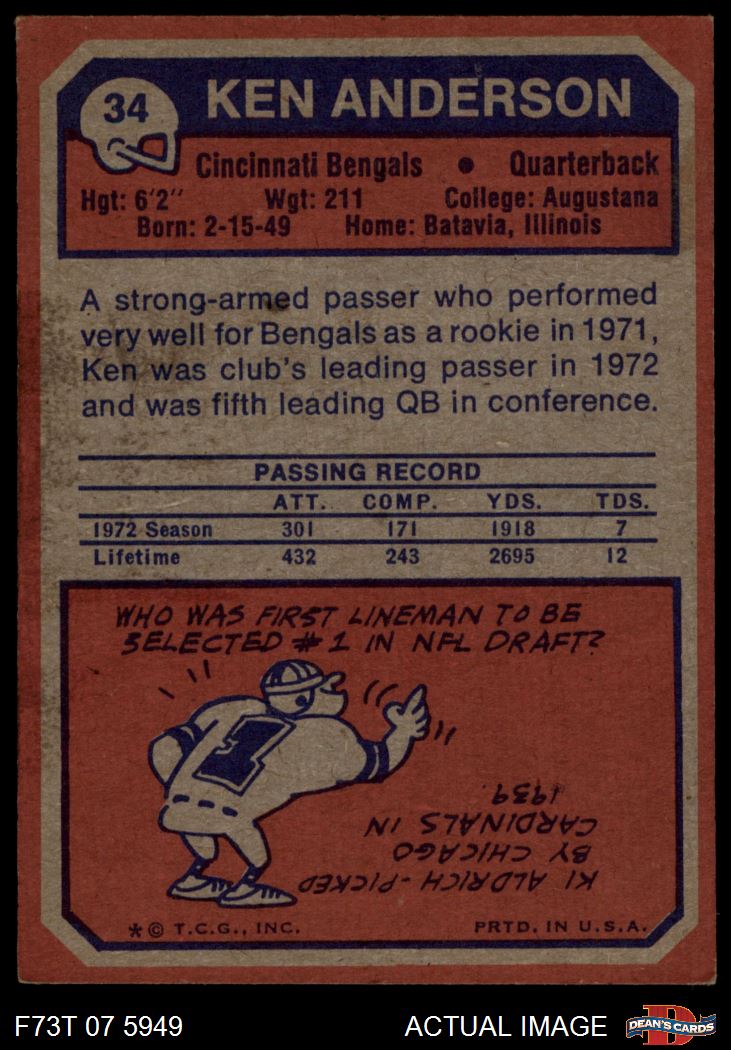 34
KEN ANDERSON
Cincinnati Bengals • Quarterback
Hgt: 6'2" Wgt: 211 College: Augustana
Born: 2-15-49 Home: Batavia, Illinois
A strong-armed passer who performed
very well for Bengals as a rookie in 1971,
Ken was club's leading passer in 1972
and was fifth leading QB in conference.
PASSING RECORD
ATT. COMP. YDS. TDS.
1972 Season 301 171 1918 7
Lifetime 432 243 2695 12
WHO WAS FIRST LINEMAN TO BE
SELECTED #1 IN NFL DRAFT?
1
KI ALDRICH - PICKED
BY CHICAGO
CARDINALS IN
1939
*© T.C.G., INC. PRTD. IN U.S.A.
F73T 07 5949 ACTUAL IMAGE
D
DEAN'S CARDS